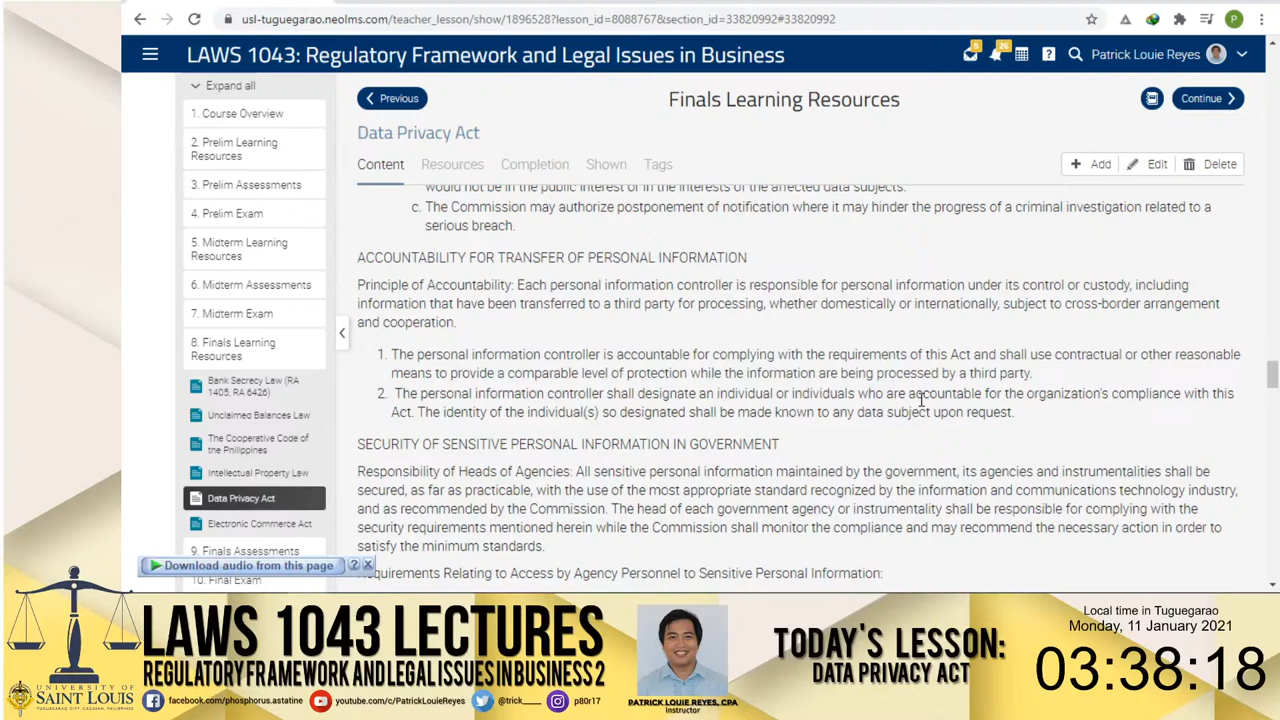 usl-tuguegarao.neolms.com/teacher_lesson/show/1896528?lesson_id=8088767&section_id=33820992#33820992
P
LAWS 1043: Regulatory Framework and Legal Issues in Business
5
26
?
Patrick Louie Reyes
Expand all
1. Course Overview
2. Prelim Learning
Resources
3. Prelim Assessments
4. Prelim Exam
5. Midterm Learning
Resources
6. Midterm Assessments
7. Midterm Exam
8. Finals Learning
Resources
Bank Secrecy Law (RA
1405, RA 6426)
Unclaimed Balances Law
The Cooperative Code of
the Philippines
Intellectual Property Law
Data Privacy Act
Electronic Commerce Act
9. Finals Assessments
10. Final Exam
Previous
Finals Learning Resources
Continue
Data Privacy Act
Content
Resources
Completion
Shown
Tags
Add
Edit
Delete
would not be in the public interest or in the interests of the affected data subjects.
c. The Commission may authorize postponement of notification where it may hinder the progress of a criminal investigation related to a
serious breach.
ACCOUNTABILITY FOR TRANSFER OF PERSONAL INFORMATION
Principle of Accountability: Each personal information controller is responsible for personal information under its control or custody, including
information that have been transferred to a third party for processing, whether domestically or internationally, subject to cross-border arrangement
and cooperation.
1. The personal information controller is accountable for complying with the requirements of this Act and shall use contractual or other reasonable
means to provide a comparable level of protection while the information are being processed by a third party.
2. The personal information controller shall designate an individual or individuals who are accountable for the organization's compliance with this
Act. The identity of the individual(s) so designated shall be made known to any data subject upon request.
SECURITY OF SENSITIVE PERSONAL INFORMATION IN GOVERNMENT
Responsibility of Heads of Agencies: All sensitive personal information maintained by the government, its agencies and instrumentalities shall be
secured, as far as practicable, with the use of the most appropriate standard recognized by the information and communications technology industry,
and as recommended by the Commission. The head of each government agency or instrumentality shall be responsible for complying with the
security requirements mentioned herein while the Commission shall monitor the compliance and may recommend the necessary action in order to
satisfy the minimum standards.
Requirements Relating to Access by Agency Personnel to Sensitive Personal Information:
Download audio from this page
?
LAWS 1043 LECTURES
REGULATORY FRAMEWORK AND LEGAL ISSUES IN BUSINESS 2
UNIVERSITY OF
SAINT LOUIS
TUGUEGARAO CITY, CAGAYAN, PHILIPPINES
facebook.com/phosphorus.astatine
youtube.com/c/PatrickLouieReyes
@trick____
p80r17
PATRICK LOUIE REYES, CPA
Instructor
TODAY'S LESSON:
DATA PRIVACY ACT
Local time in Tuguegarao
Monday, 11 January 2021
03:38:18